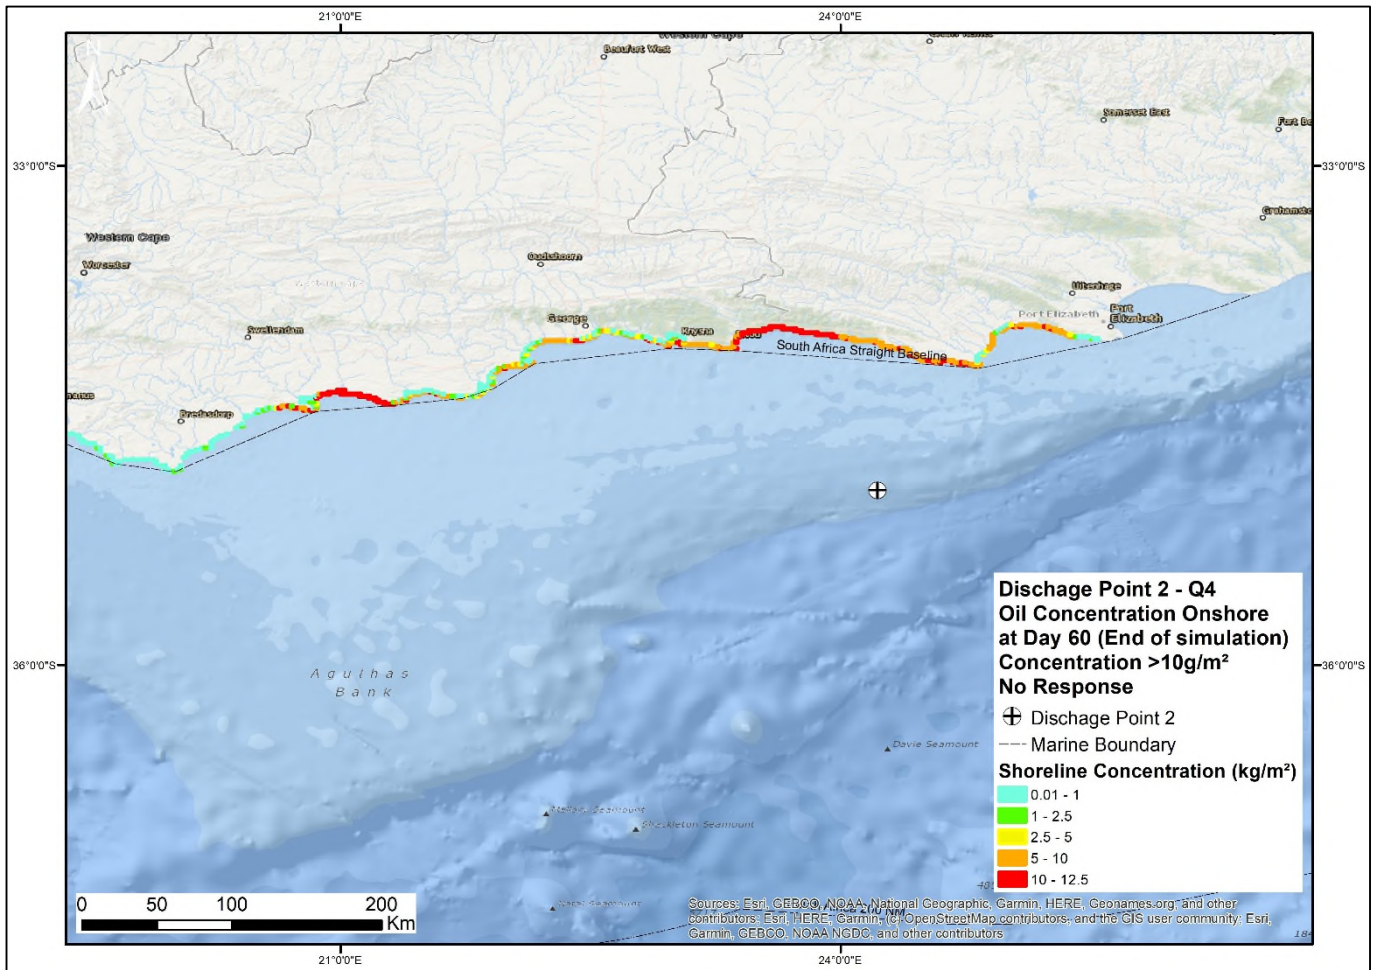 21°0'0"E
24°0'0"E
Beaufort West
Somerset East
33°0'0"S
33°0'0"S
Western Cape
Worcester
Oudtshoorn
Uitenhage
Port Elizabeth
Port
Elizabeth
George
Knysna
Swellendam
South Africa Straight Baseline
Bredasdorp
Dischage Point 2 - Q4
Oil Concentration Onshore
at Day 60 (End of simulation)
Concentration >10g/m²
No Response
Dischage Point 2
Marine Boundary
Shoreline Concentration (kg/m²)
0.01 - 1
1 - 2.5
2.5 - 5
5 - 10
10 - 12.5
36°0'0"S
36°0'0"S
Agulhas
Bank
Davie Seamount
Shackleton Seamount
0 50 100 200
Km
Sources: Esri, GEBCO, NOAA, National Geographic, Garmin, HERE, Geonames.org, and other
contributors, Esri, HERE, Garmin, (c) OpenStreetMap contributors, and the GIS user community; Esri,
Garmin, GEBCO, NOAA NGDC, and other contributors
21°0'0"E
24°0'0"E